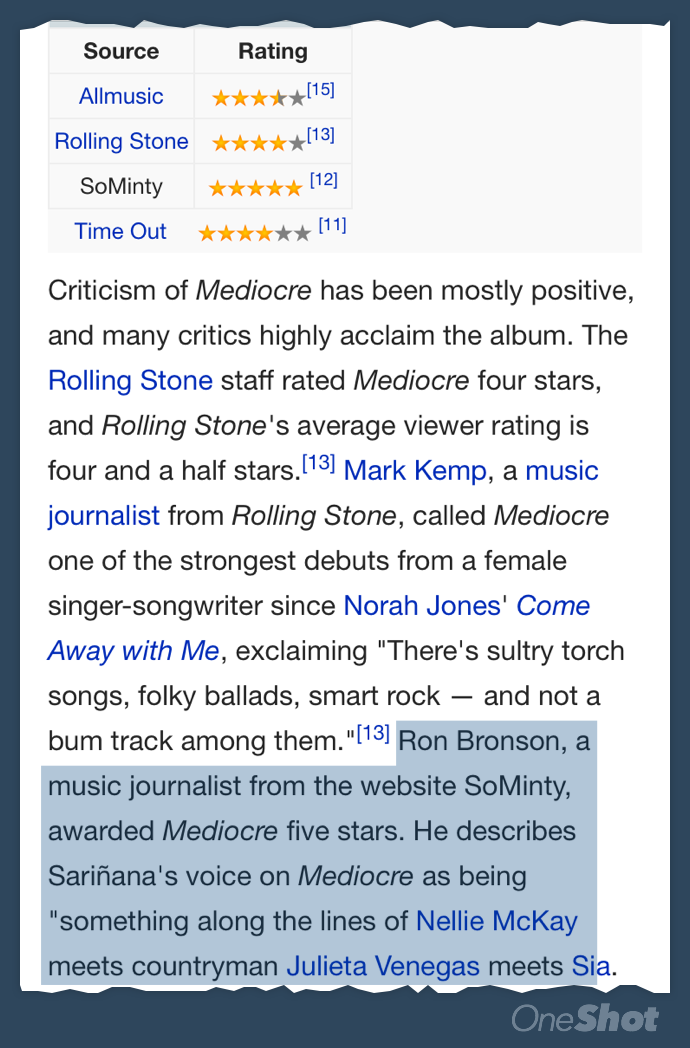 Source Rating
Allmusic [15]
Rolling Stone [13]
SoMinty [12]
Time Out [11]
Criticism of Mediocre has been mostly positive,
and many critics highly acclaim the album. The
Rolling Stone staff rated Mediocre four stars,
and Rolling Stone's average viewer rating is
four and a half stars.[13] Mark Kemp, a music
journalist from Rolling Stone, called Mediocre
one of the strongest debuts from a female
singer-songwriter since Norah Jones' Come
Away with Me, exclaiming "There's sultry torch
songs, folky ballads, smart rock — and not a
bum track among them."[13] Ron Bronson, a
music journalist from the website SoMinty,
awarded Mediocre five stars. He describes
Sariñana's voice on Mediocre as being
"something along the lines of Nellie McKay
meets countryman Julieta Venegas meets Sia.
OneShot